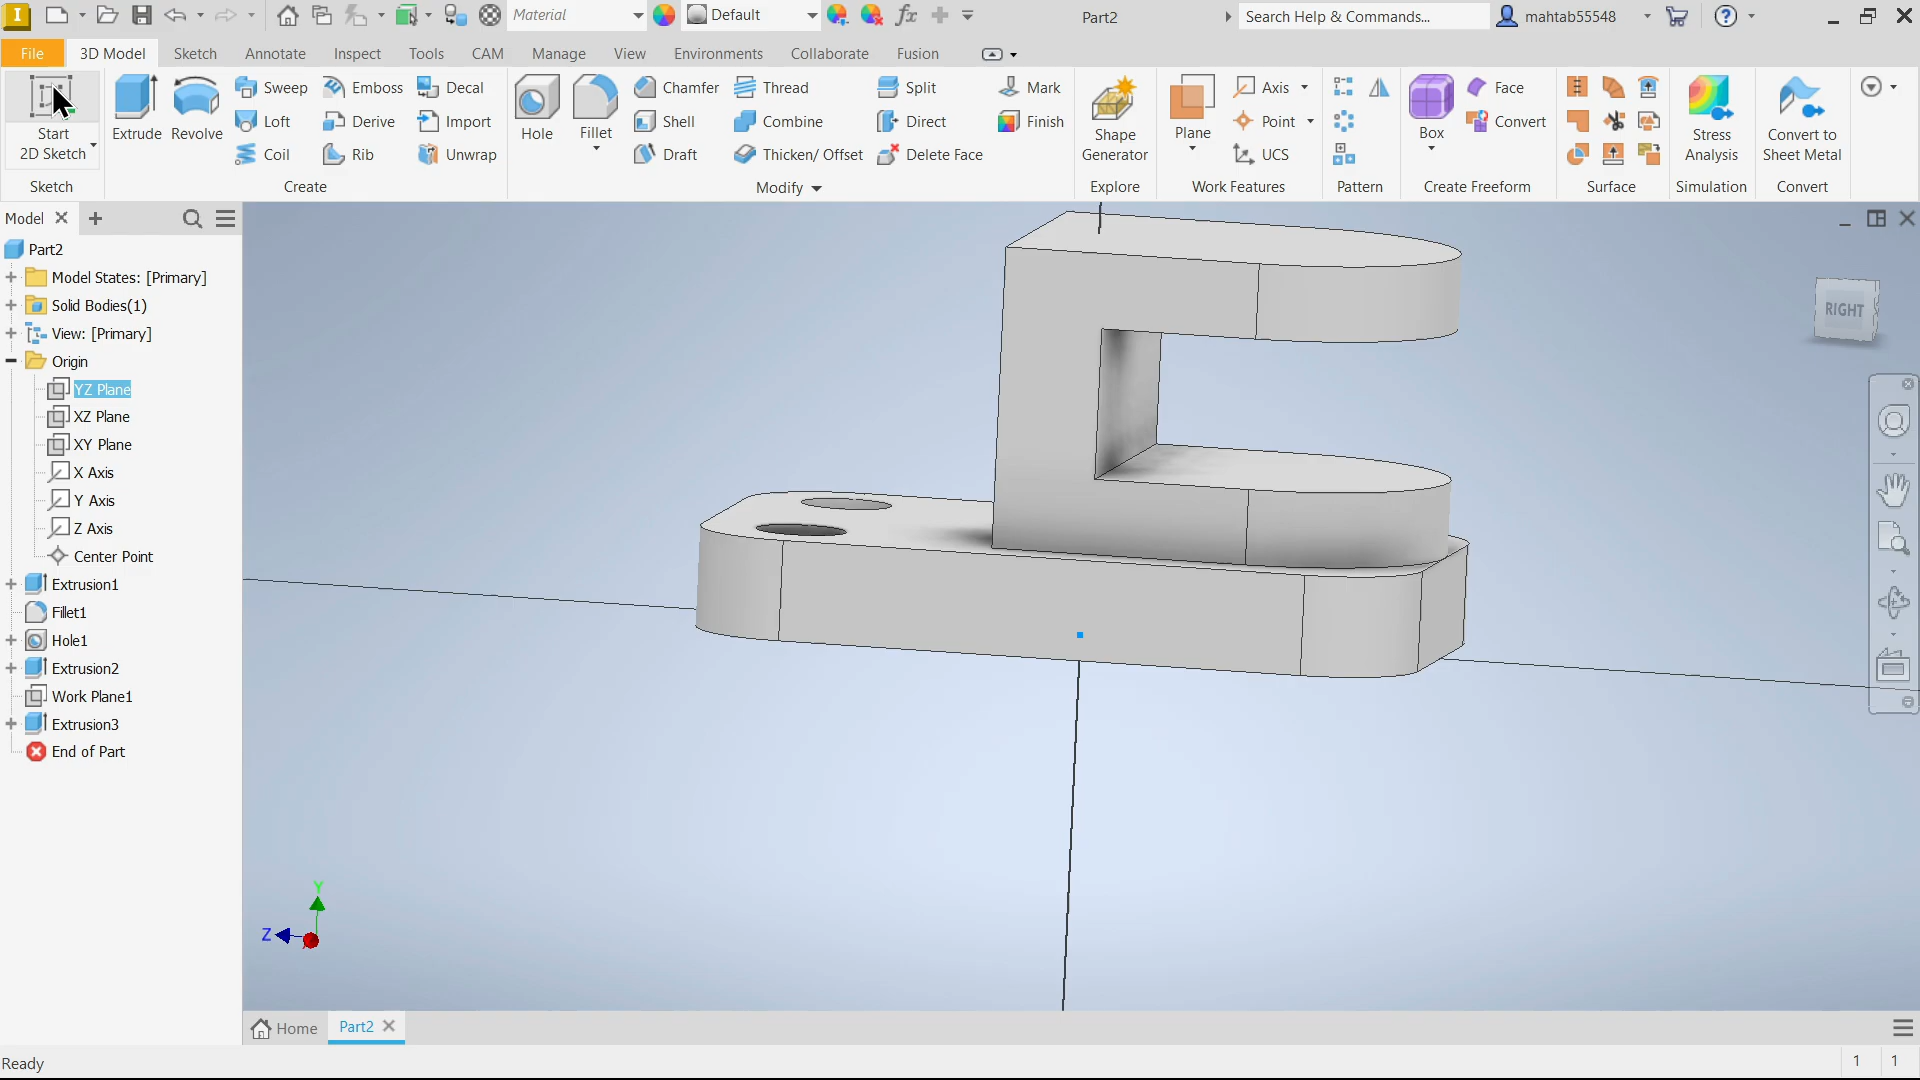 Material
Default
Part2
Search Help & Commands...
mahtab55548
File
3D Model
Sketch
Annotate
Inspect
Tools
CAM
Manage
View
Environments
Collaborate
Fusion
Start
2D Sketch
Extrude
Revolve
Sweep
Emboss
Decal
Loft
Derive
Import
Coil
Rib
Unwrap
Hole
Fillet
Chamfer
Thread
Split
Mark
Shell
Combine
Direct
Finish
Draft
Thicken/ Offset
Delete Face
Shape
Generator
Plane
Axis
Point
UCS
Box
Face
Convert
Stress
Analysis
Convert to
Sheet Metal
Sketch
Create
Modify
Explore
Work Features
Pattern
Create Freeform
Surface
Simulation
Convert
Model
Part2
Model States: [Primary]
Solid Bodies(1)
View: [Primary]
Origin
YZ Plane
XZ Plane
XY Plane
X Axis
Y Axis
Z Axis
Center Point
Extrusion1
Fillet1
Hole1
Extrusion2
Work Plane1
Extrusion3
End of Part
RIGHT
Y
Z
Home
Part2
Ready
1 1